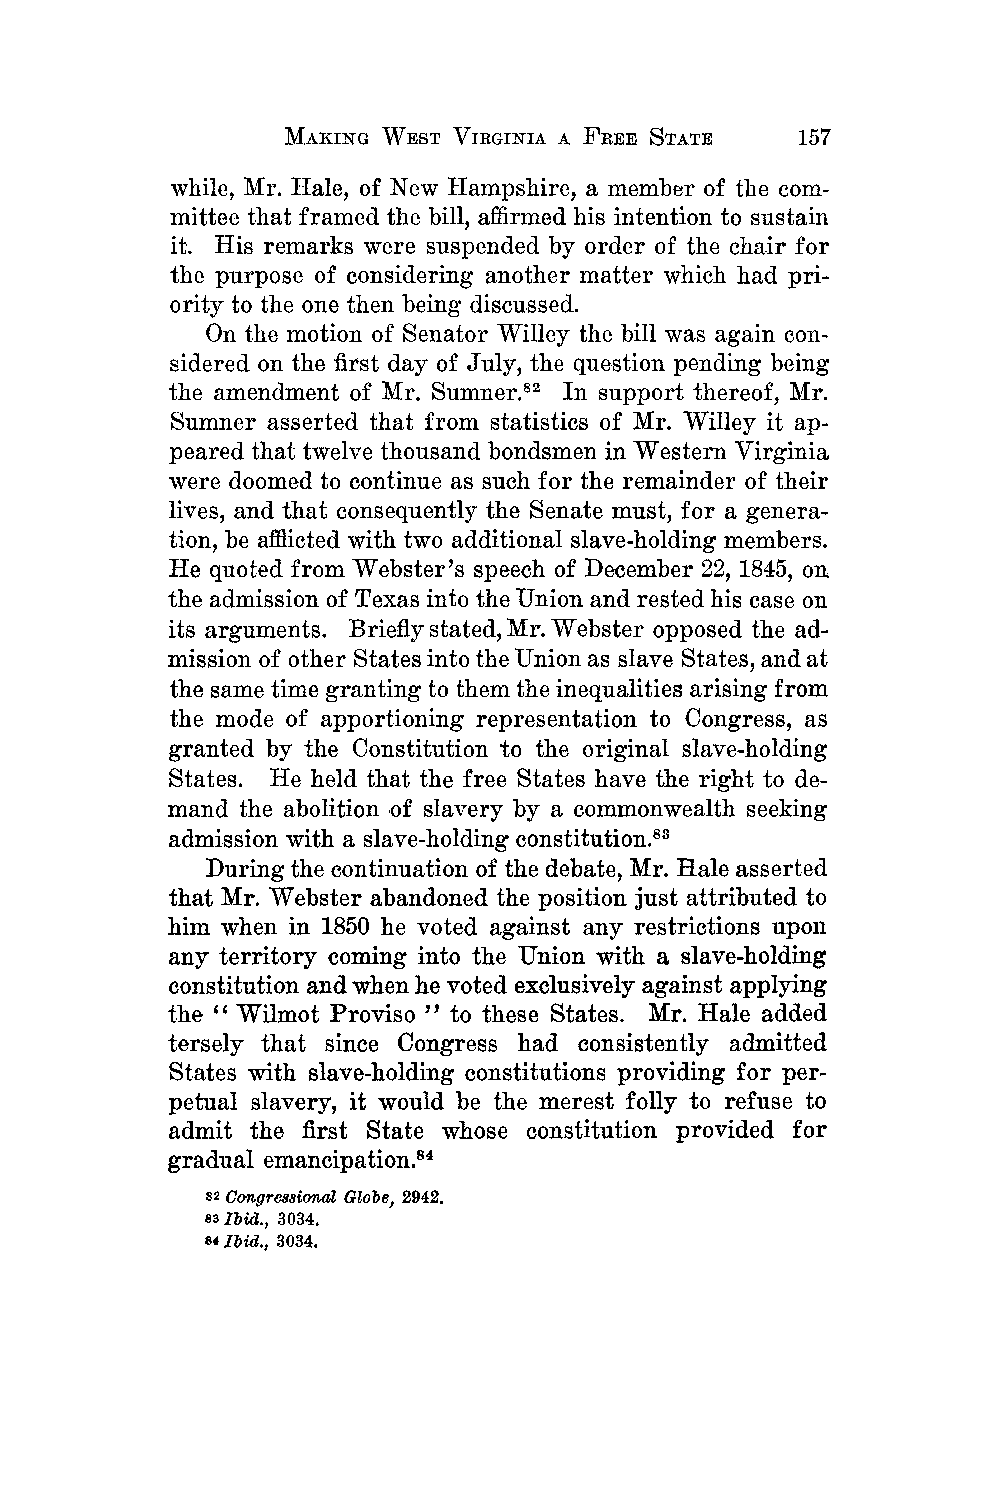 MAKING WEST VIRGINIA A FREE STATE 157
while, Mr. Hale, of New Hampshire, a member of the com-
mittee that framed the bill, affirmed his intention to sustain
it. His remarks were suspended by order of the chair for
the purpose of considering another matter which had pri-
ority to the one then being discussed.
On the motion of Senator Willey the bill was again con-
sidered on the first day of July, the question pending being
the amendment of Mr. Sumner.⁸² In support thereof, Mr.
Sumner asserted that from statistics of Mr. Willey it ap-
peared that twelve thousand bondsmen in Western Virginia
were doomed to continue as such for the remainder of their
lives, and that consequently the Senate must, for a genera-
tion, be afflicted with two additional slave-holding members.
He quoted from Webster's speech of December 22, 1845, on
the admission of Texas into the Union and rested his case on
its arguments. Briefly stated, Mr. Webster opposed the ad-
mission of other States into the Union as slave States, and at
the same time granting to them the inequalities arising from
the mode of apportioning representation to Congress, as
granted by the Constitution to the original slave-holding
States. He held that the free States have the right to de-
mand the abolition of slavery by a commonwealth seeking
admission with a slave-holding constitution.⁸³
During the continuation of the debate, Mr. Hale asserted
that Mr. Webster abandoned the position just attributed to
him when in 1850 he voted against any restrictions upon
any territory coming into the Union with a slave-holding
constitution and when he voted exclusively against applying
the " Wilmot Proviso " to these States. Mr. Hale added
tersely that since Congress had consistently admitted
States with slave-holding constitutions providing for per-
petual slavery, it would be the merest folly to refuse to
admit the first State whose constitution provided for
gradual emancipation.⁸⁴
⁸² Congressional Globe, 2942.
⁸³ Ibid., 3034.
⁸⁴ Ibid., 3034.